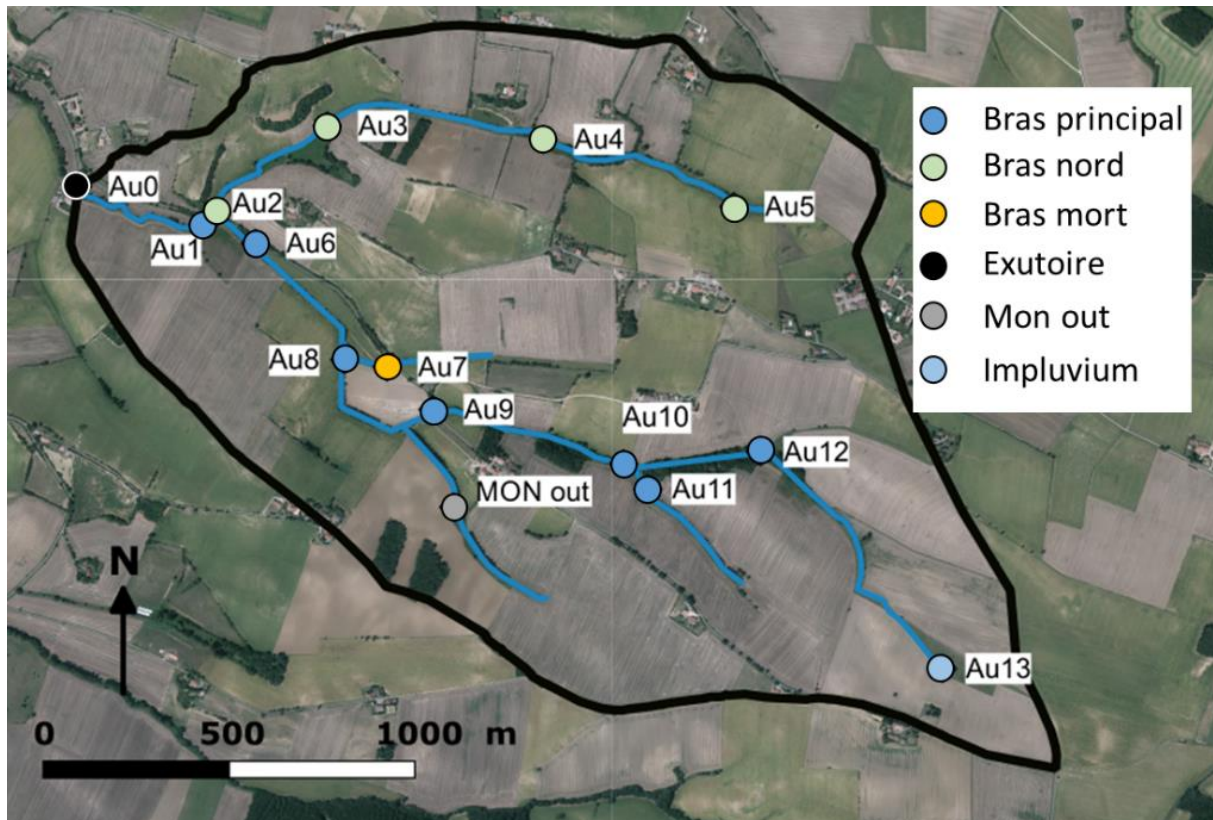 Au3
Au4
Au5
Au0
Au2
Au1
Au6
Au8
Au7
Au9
Au10
Au12
Au11
MON out
Au13
Bras principal
Bras nord
Bras mort
Exutoire
Mon out
Impluvium
N
0 500 1000 m